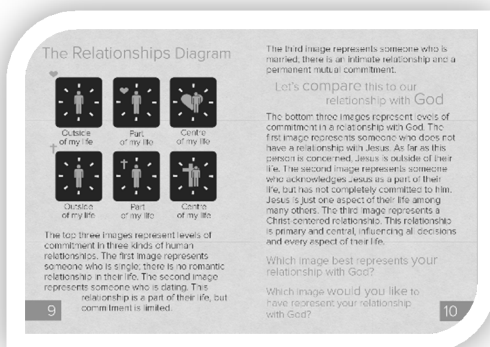 The Relationships Diagram
Outside
of my life
Part
of my life
Centre
of my life
Outside
of my life
Part
of my life
Centre
of my life
The top three images represent levels of
commitment in three kinds of human
relationships. The first image represents
someone who is single; there is no romantic
relationship in their life. The second image
represents someone who is dating. This
relationship is a part of their life, but
commitment is limited.
9
The third image represents someone who is
married; there is an intimate relationship and a
permanent mutual commitment.
Let's compare this to our
relationship with God
The bottom three images represent levels of
commitment in a relationship with God. The
first image represents someone who does not
have a relationship with Jesus. As far as this
person is concerned, Jesus is outside of their
life. The second image represents someone
who acknowledges Jesus as a part of their
life, but has not completely committed to him.
Jesus is just one aspect of their life among
many others. The third image represents a
Christ-centered relationship. This relationship
is primary and central, influencing all decisions
and every aspect of their life.
Which image best represents your
relationship with God?
Which image would you like to
have represent your relationship
with God?
10